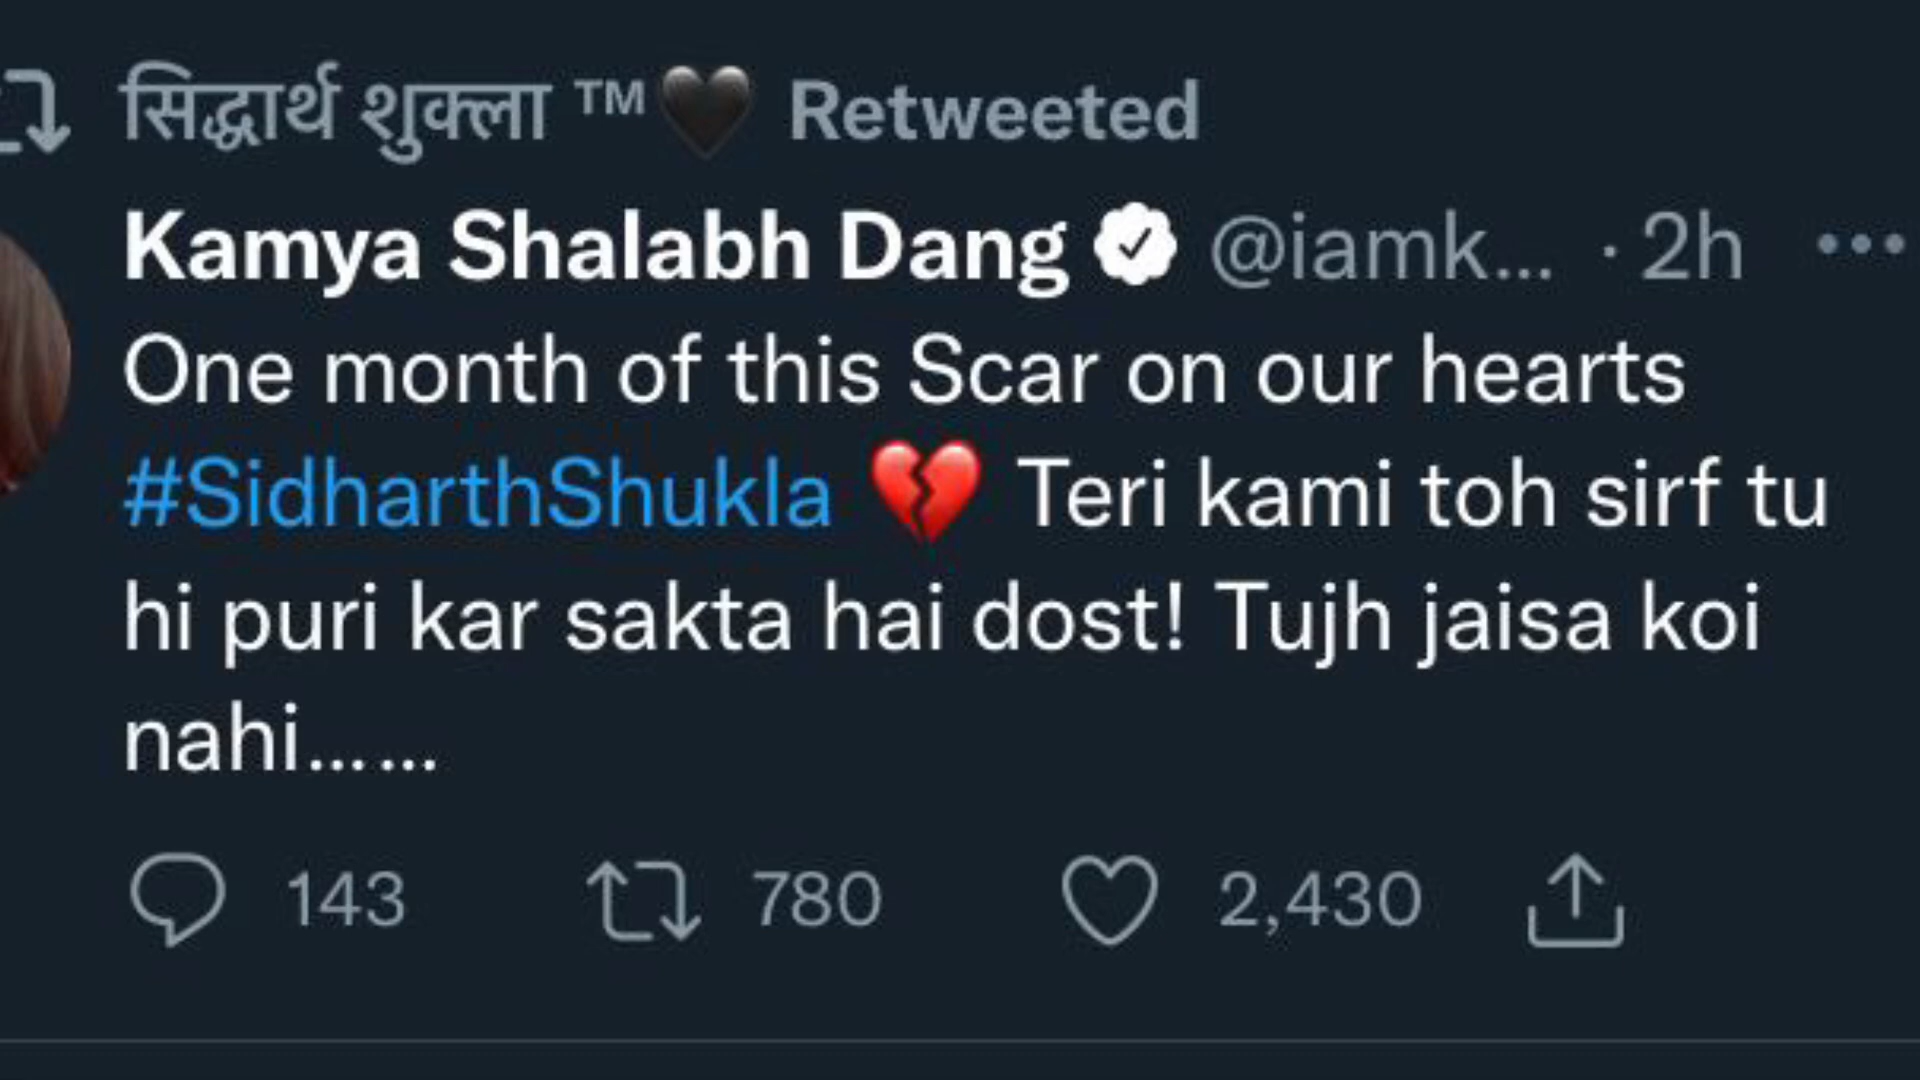 सिद्धार्थ शुक्ला ™🖤 Retweeted
Kamya Shalabh Dang @iamk... · 2h
One month of this Scar on our hearts
#SidharthShukla 💔 Teri kami toh sirf tu
hi puri kar sakta hai dost! Tujh jaisa koi
nahi……
143 780 2,430